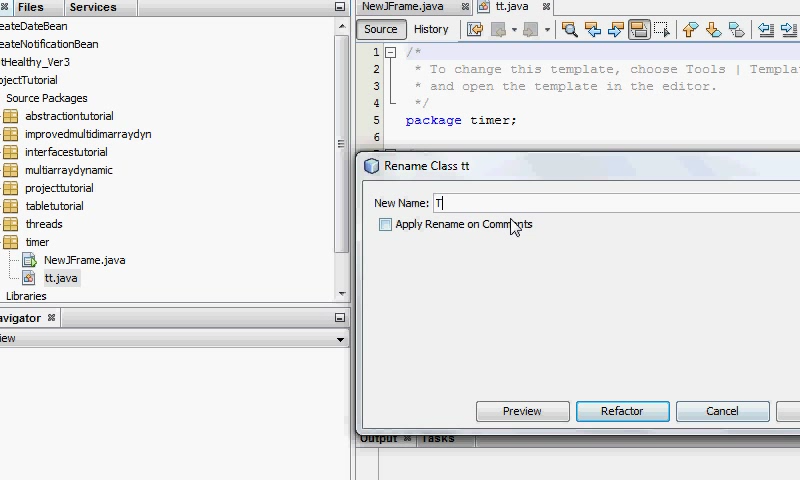 Files
Services
eateDateBean
eateNotificationBean
tHealthy_Ver3
ojectTutorial
Source Packages
abstractiontutorial
improvedmultidimarraydyn
interfacestutorial
multiarraydynamic
projecttutorial
tabletutorial
threads
timer
NewJFrame.java
tt.java
Libraries
avigator
iew
NewJFrame.java
tt.java
Source
History
1 /*
2 * To change this template, choose Tools | Templa
3 * and open the template in the editor.
4 */
5 package timer;
6
Rename Class tt
New Name: T
Apply Rename on Comments
Preview
Refactor
Cancel
Output
Tasks